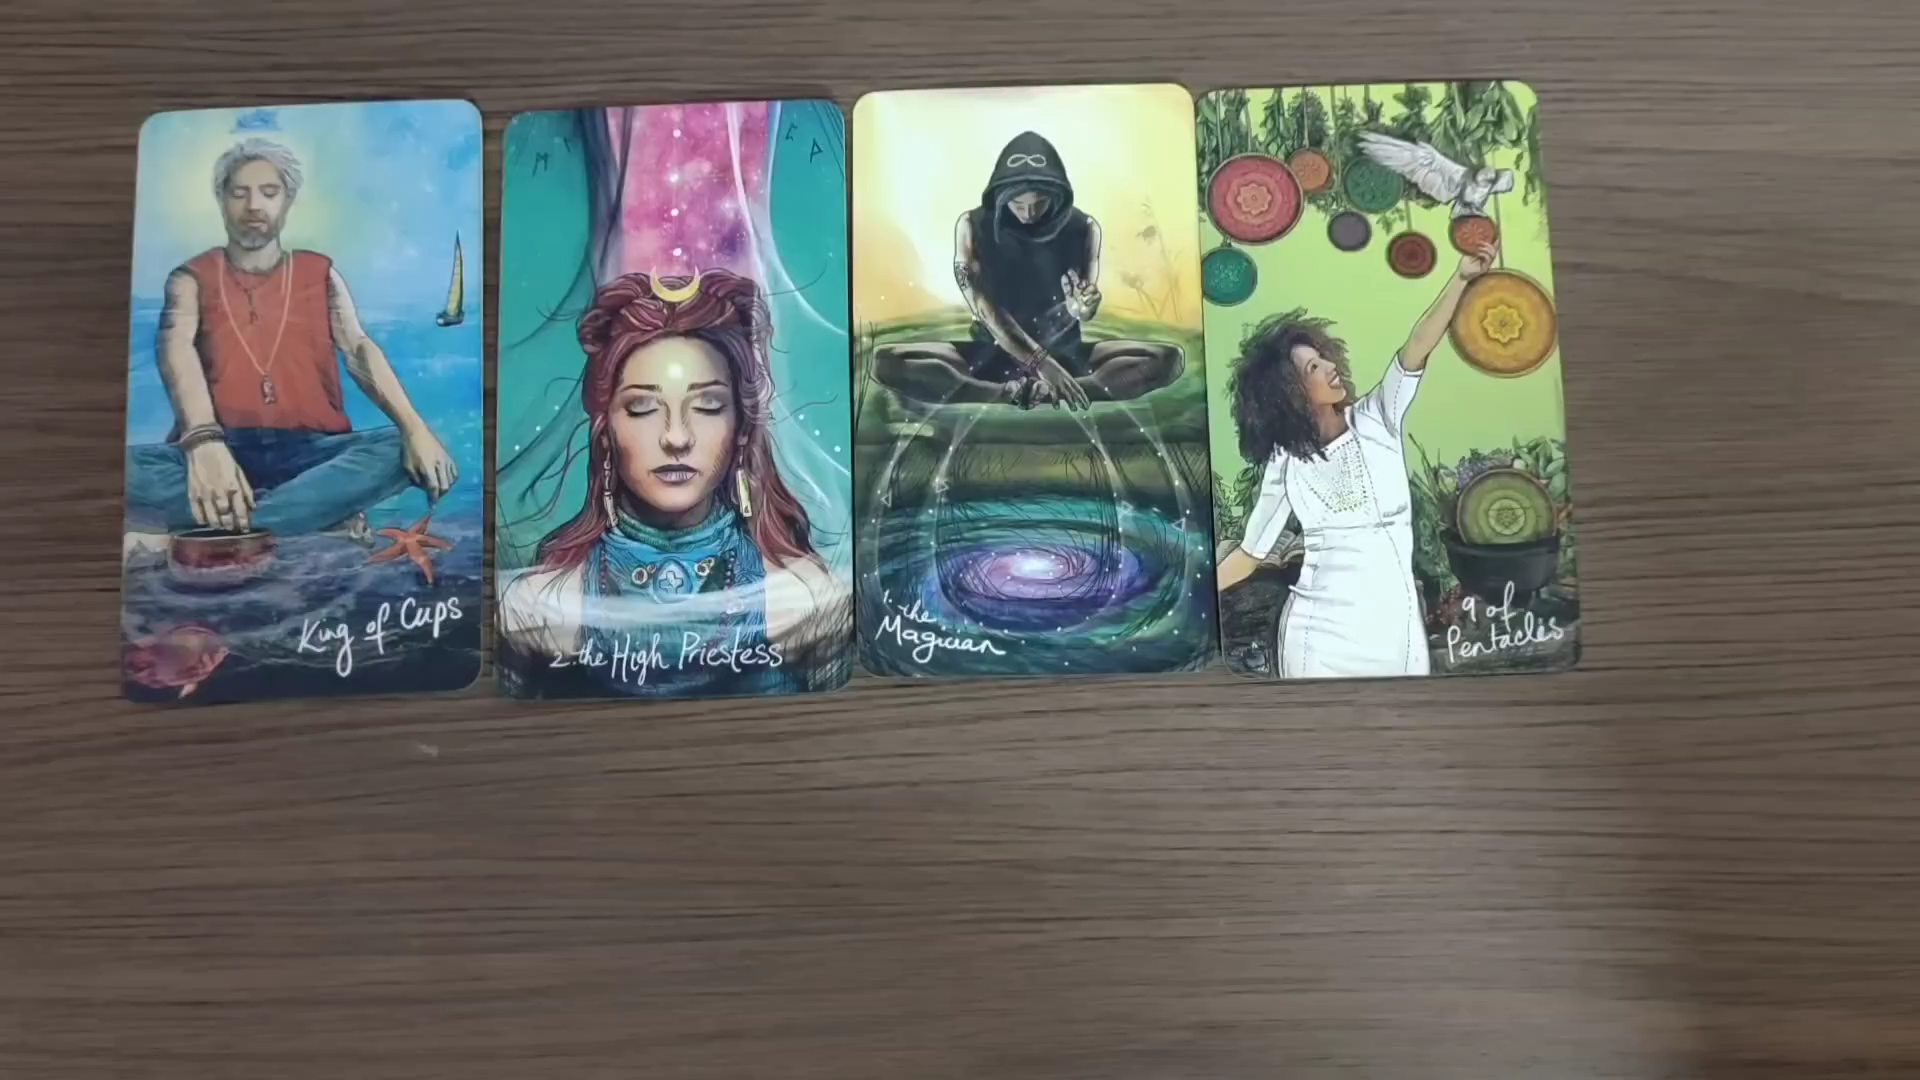 King of Cups
2. the High Priestess
1. the
Magician
9 of
Pentacles